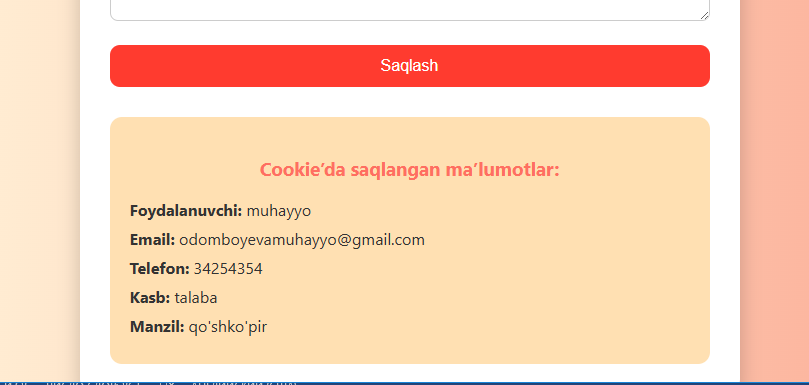 Saqlash
Cookie’da saqlangan ma’lumotlar:
Foydalanuvchi: muhayyo
Email: odomboyevamuhayyo@gmail.com
Telefon: 34254354
Kasb: talaba
Manzil: qo'shko'pir